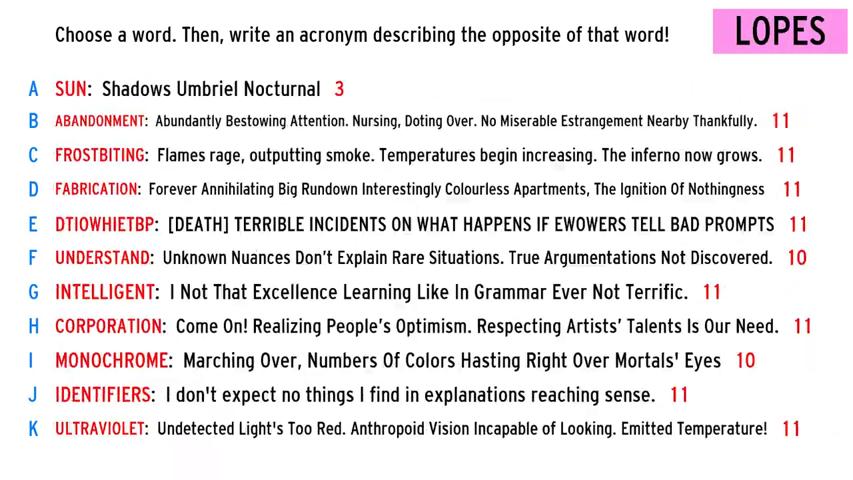 Choose a word. Then, write an acronym describing the opposite of that word!
LOPES
A SUN: Shadows Umbriel Nocturnal 3
B ABANDONMENT: Abundantly Bestowing Attention. Nursing, Doting Over. No Miserable Estrangement Nearby Thankfully. 11
C FROSTBITING: Flames rage, outputting smoke. Temperatures begin increasing. The inferno now grows. 11
D FABRICATION: Forever Annihilating Big Rundown Interestingly Colourless Apartments, The Ignition Of Nothingness 11
E DTIOWHIETBP: [DEATH] TERRIBLE INCIDENTS ON WHAT HAPPENS IF EWOWERS TELL BAD PROMPTS 11
F UNDERSTAND: Unknown Nuances Don't Explain Rare Situations. True Argumentations Not Discovered. 10
G INTELLIGENT: I Not That Excellence Learning Like In Grammar Ever Not Terrific. 11
H CORPORATION: Come On! Realizing People's Optimism. Respecting Artists' Talents Is Our Need. 11
I MONOCHROME: Marching Over, Numbers Of Colors Hasting Right Over Mortals' Eyes 10
J IDENTIFIERS: I don't expect no things I find in explanations reaching sense. 11
K ULTRAVIOLET: Undetected Light's Too Red. Anthropoid Vision Incapable of Looking. Emitted Temperature! 11